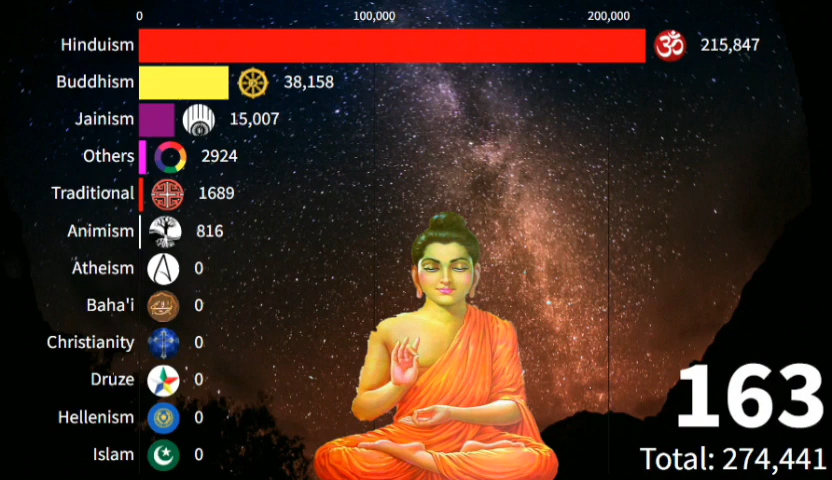 0 100,000 200,000
Hinduism 215,847
Buddhism 38,158
Jainism 15,007
Others 2924
Traditional 1689
Animism 816
Atheism 0
Baha'i 0
Christianity 0
Druze 0
Hellenism 0
Islam 0
163
Total: 274,441